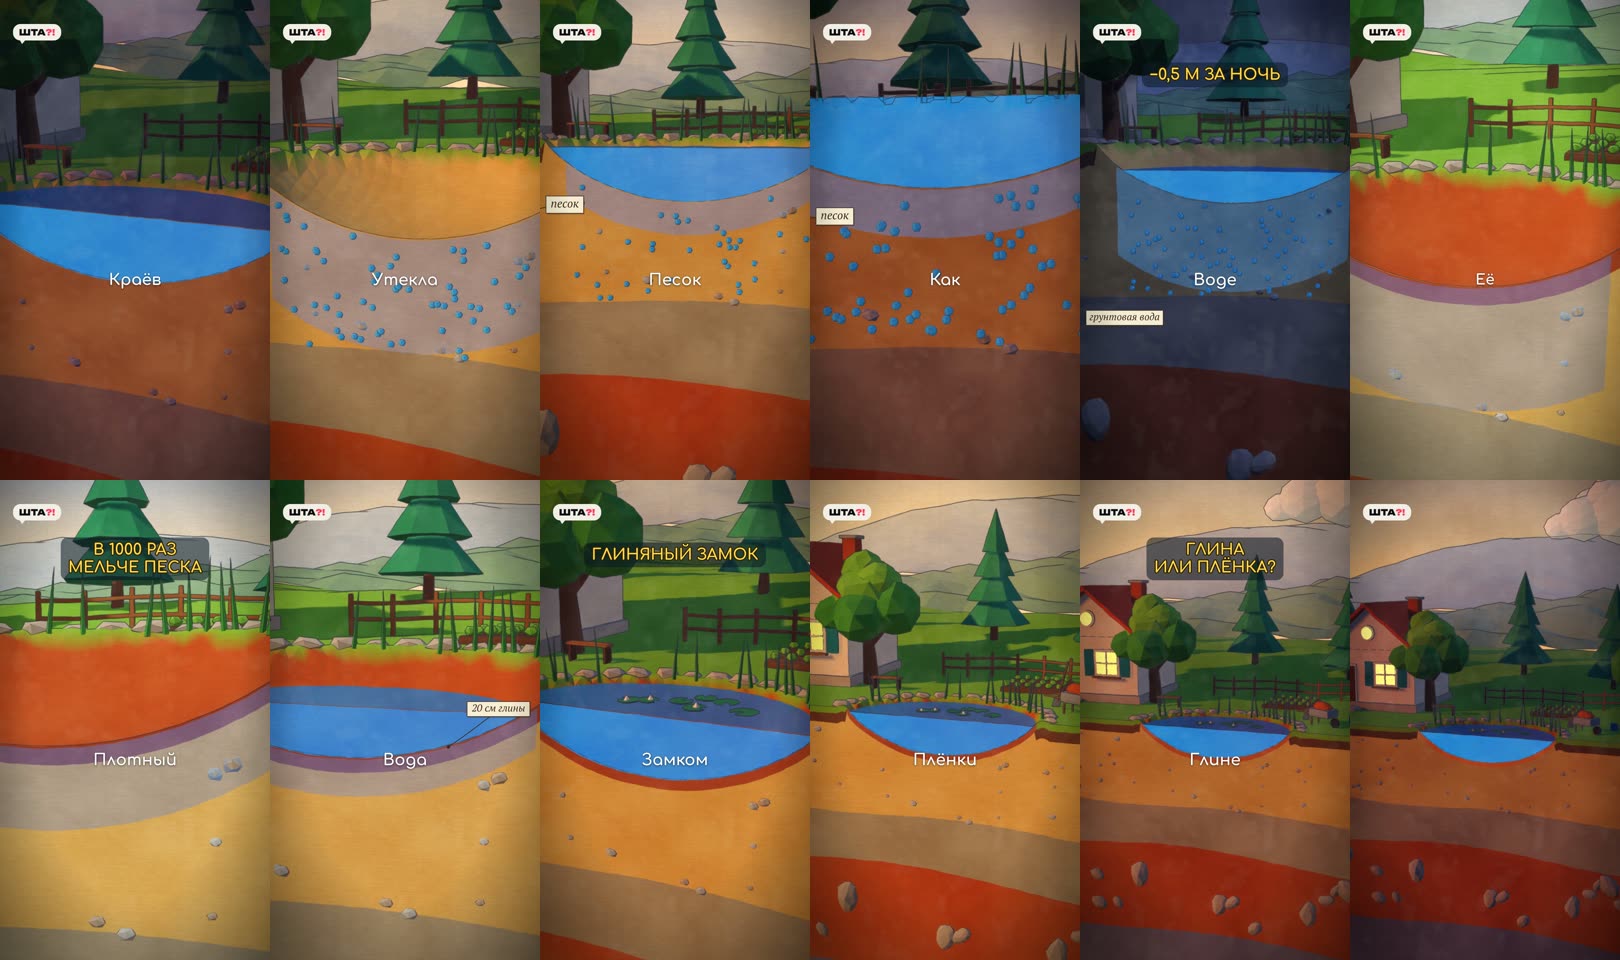 ШТА?!
Краёв
ШТА?!
Утекла
ШТА?!
песок
Песок
ШТА?!
песок
Как
ШТА?!
−0,5 М ЗА НОЧЬ
Воде
грунтовая вода
ШТА?!
Её
ШТА?!
В 1000 РАЗ
МЕЛЬЧЕ ПЕСКА
Плотный
ШТА?!
20 см глины
Вода
ШТА?!
ГЛИНЯНЫЙ ЗАМОК
Замком
ШТА?!
Плёнки
ШТА?!
ГЛИНА
ИЛИ ПЛЁНКА?
Глине
ШТА?!